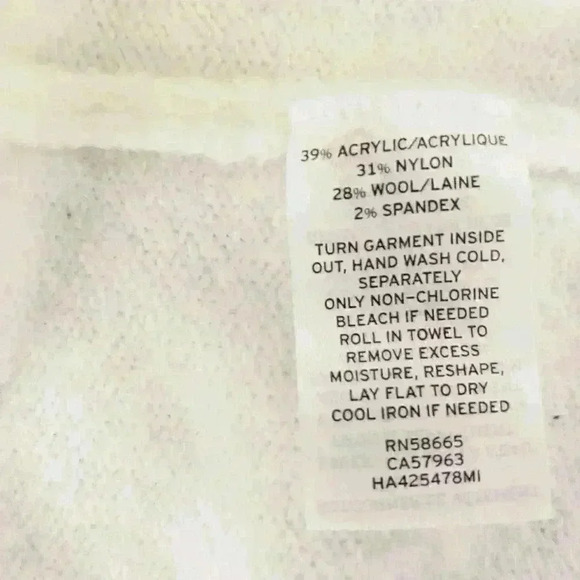 39% ACRYLIC/ACRYLIQUE
31% NYLON
28% WOOL/LAINE
2% SPANDEX
TURN GARMENT INSIDE
OUT, HAND WASH COLD,
SEPARATELY
ONLY NON-CHLORINE
BLEACH IF NEEDED
ROLL IN TOWEL TO
REMOVE EXCESS
MOISTURE, RESHAPE,
LAY FLAT TO DRY
COOL IRON IF NEEDED
RN58665
CA57963
HA425478MI